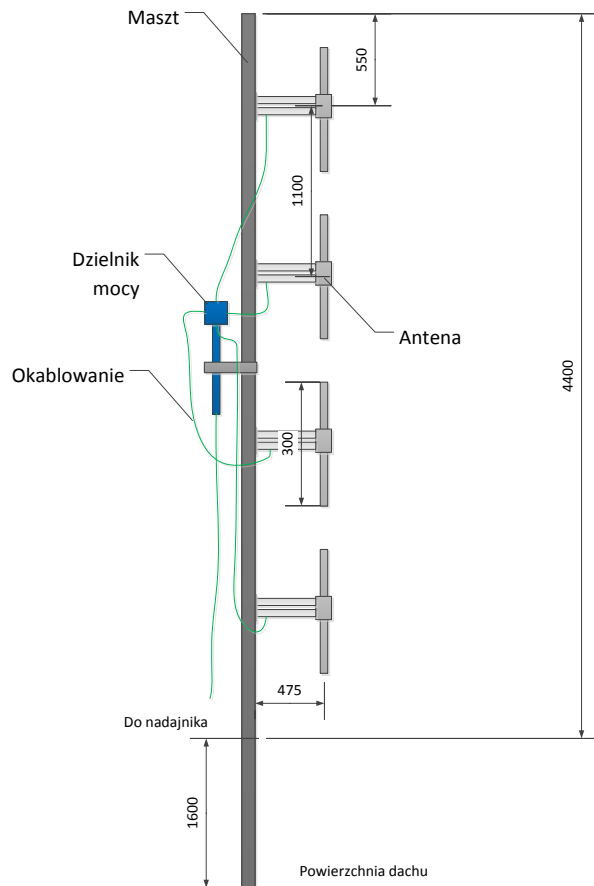 Maszt
550
1100
Dzielnik
mocy
Antena
Okablowanie
4400
300
475
Do nadajnika
1600
Powierzchnia dachu